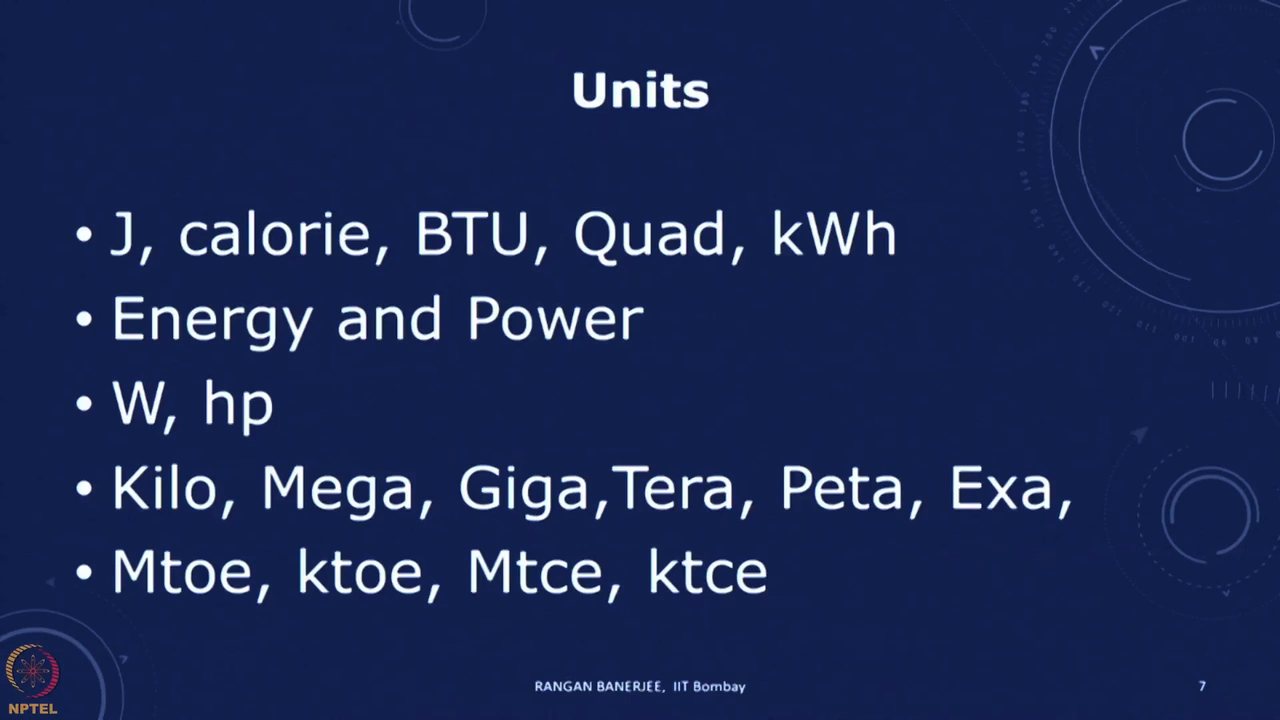 Units
• J, calorie, BTU, Quad, kWh
• Energy and Power
• W, hp
• Kilo, Mega, Giga,Tera, Peta, Exa,
• Mtoe, ktoe, Mtce, ktce
RANGAN BANERJEE, IIT Bombay
7
NPTEL